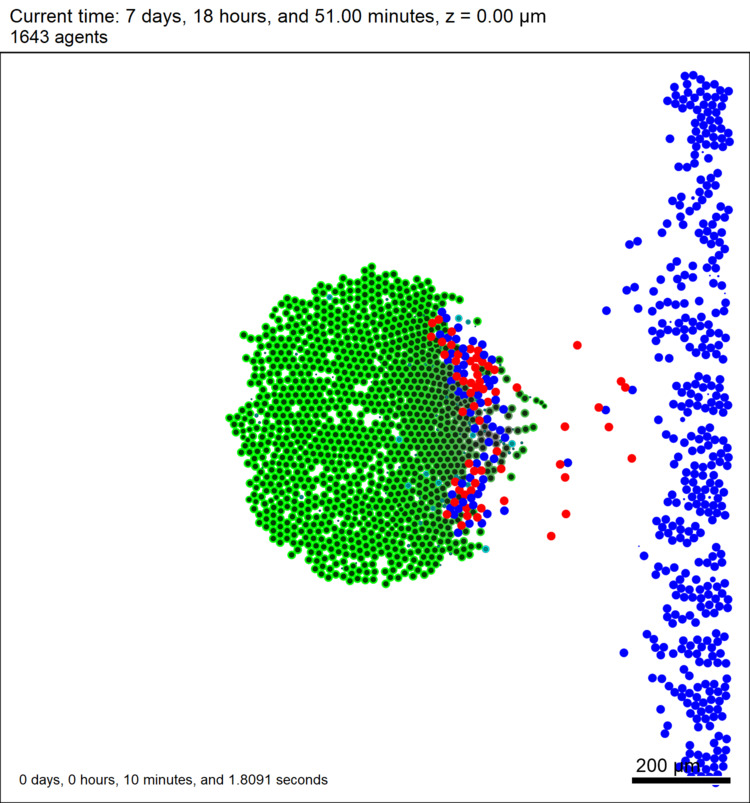 Current time: 7 days, 18 hours, and 51.00 minutes, z = 0.00 μm
1643 agents
200 μm
0 days, 0 hours, 10 minutes, and 1.8091 seconds